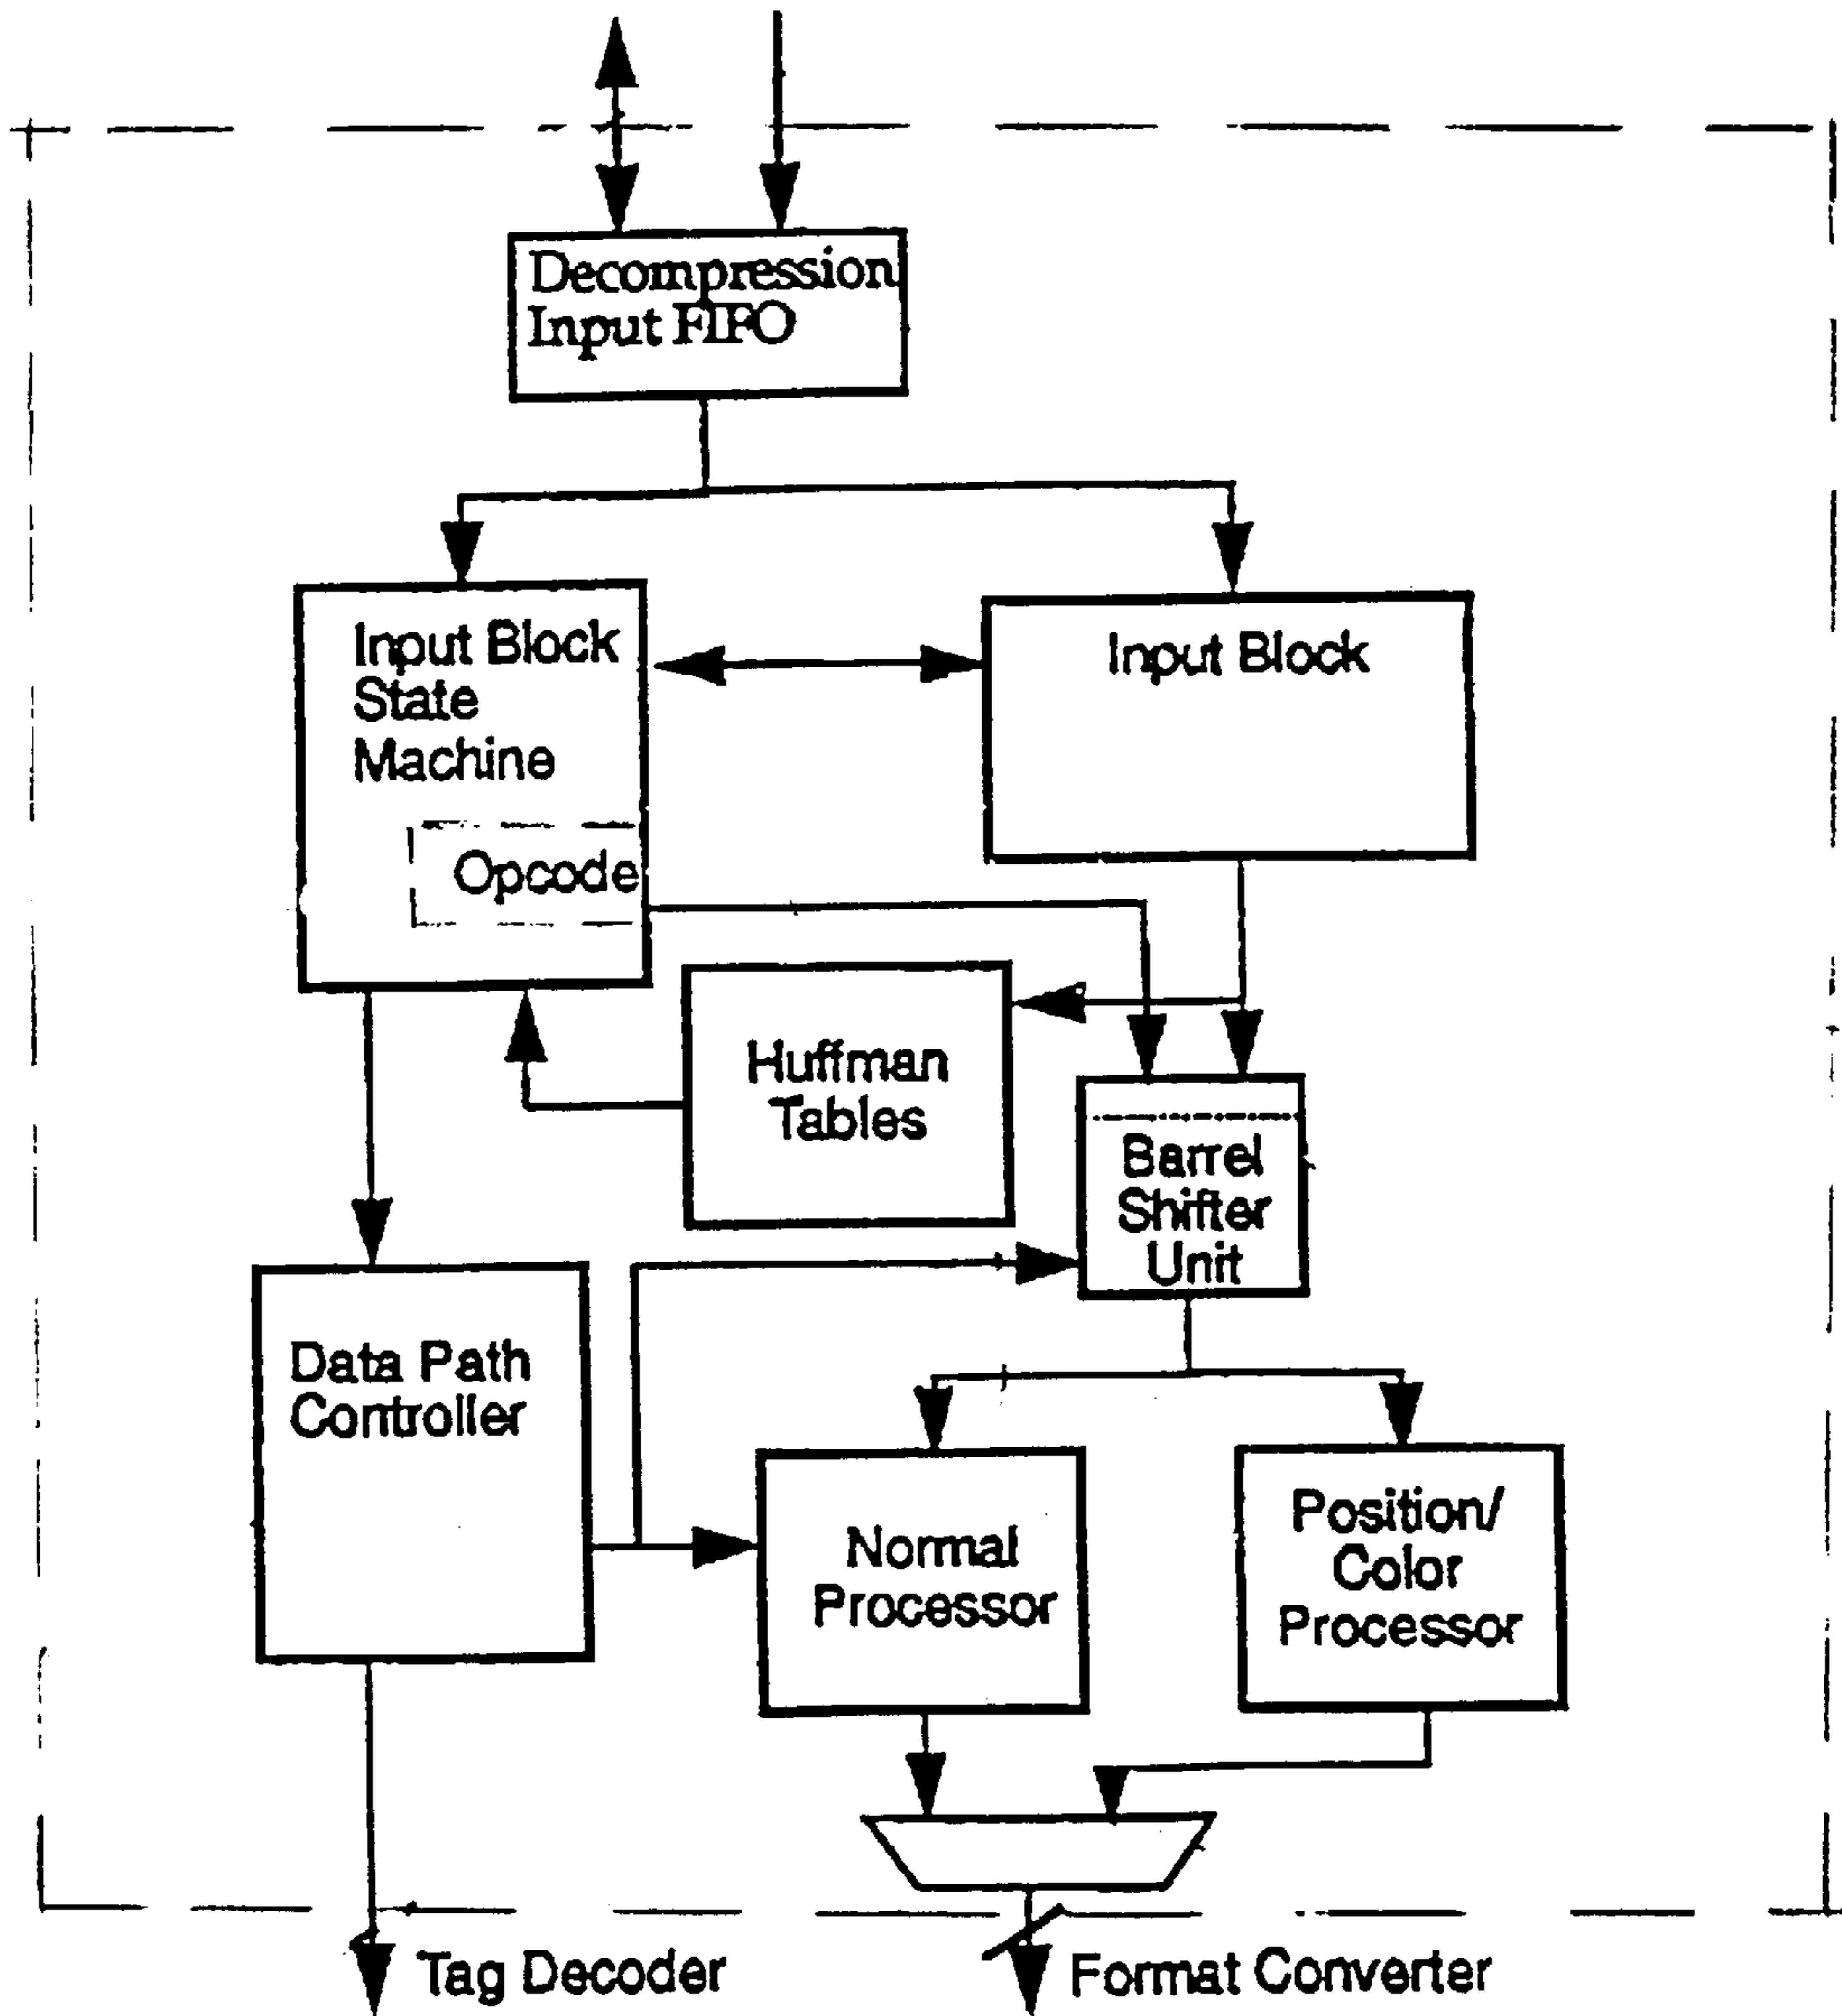 Decompression
Input FIFO
Input Block
State
Machine
Opcode
Input Block
Huffman
Tables
Barrel
Shifter
Unit
Data Path
Controller
Normal
Processor
Position/
Color
Processor
Tag Decoder
Format Converter